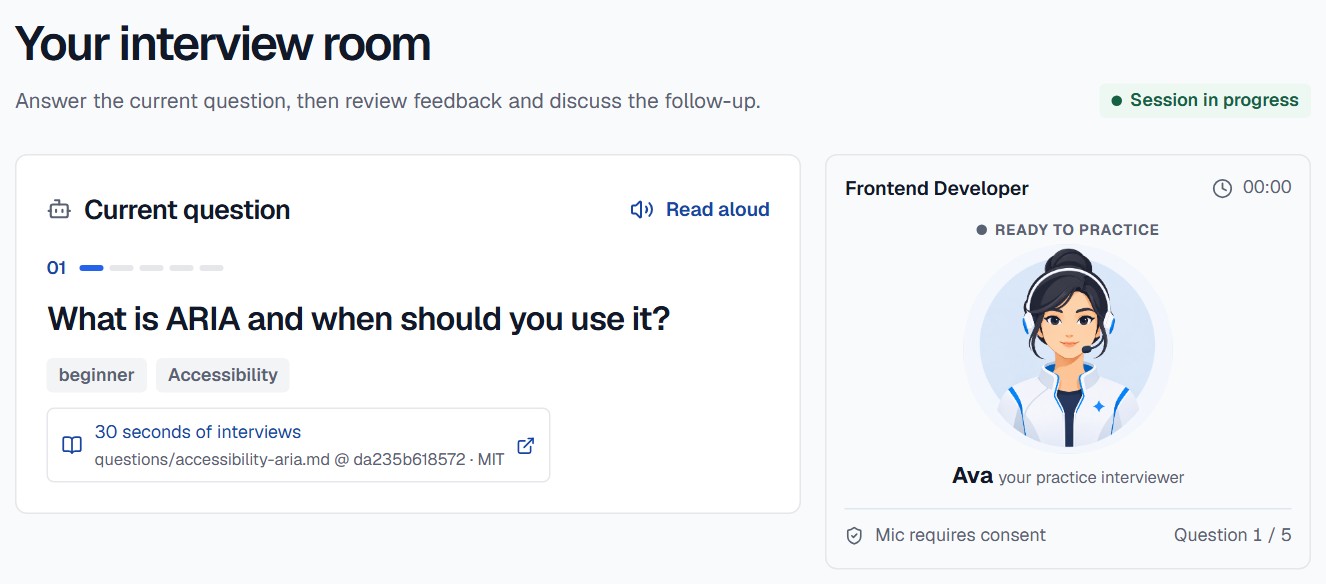 Your interview room
Answer the current question, then review feedback and discuss the follow-up.
Session in progress
Current question
Read aloud
01
What is ARIA and when should you use it?
beginner
Accessibility
30 seconds of interviews
questions/accessibility-aria.md @ da235b618572 · MIT
Frontend Developer
00:00
READY TO PRACTICE
Ava your practice interviewer
Mic requires consent
Question 1 / 5